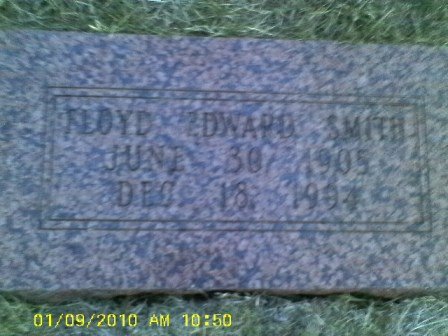 FLOYD EDWARD SMITH
JUNE 30, 1905
DEC. 18, 1994
01/09/2010 AM 10:50